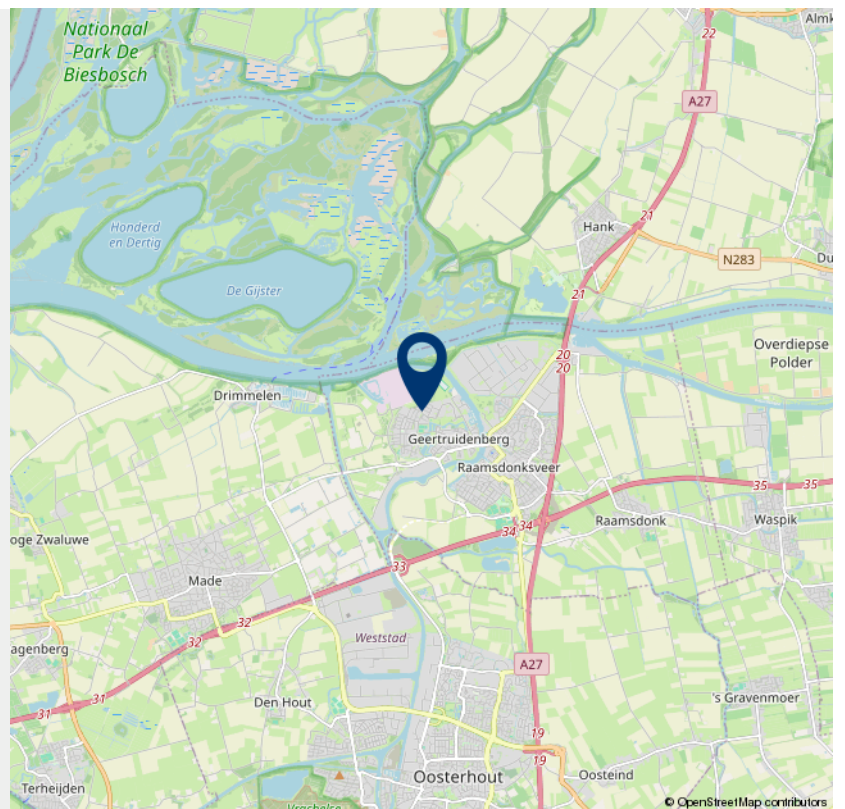 Nationaal
Park De
Biesbosch
22
Almk
A27
21
Hank
N283
Du
Honderd
en Dertig
De Gijster
21
20
20
Overdiepse
Polder
Drimmelen
Geertruidenberg
Raamsdonksveer
35
35
34
34
Raamsdonk
Waspik
oge Zwaluwe
33
Made
32
32
Weststad
agenberg
A27
31
31
Den Hout
's Gravenmoer
19
19
Terheijden
Oosterhout
Oosteind
Vrachelse
© OpenStreetMap contributors